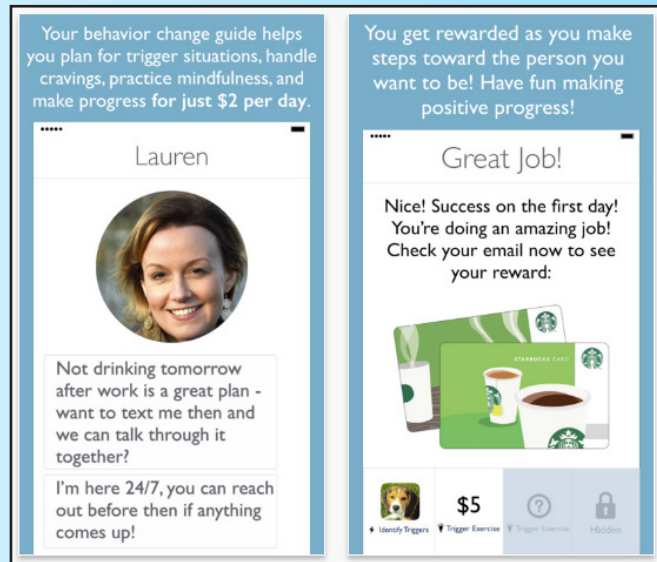 Your behavior change guide helps
you plan for trigger situations, handle
cravings, practice mindfulness, and
make progress for just $2 per day.
Lauren
Not drinking tomorrow
after work is a great plan -
want to text me then and
we can talk through it
together?
I'm here 24/7, you can reach
out before then if anything
comes up!
You get rewarded as you make
steps toward the person you
want to be! Have fun making
positive progress!
Great Job!
Nice! Success on the first day!
You're doing an amazing job!
Check your email now to see
your reward:
STARBUCKS CARD
$5
?
Identify Triggers
Trigger Exercise
Trigger Exercise
Hidden